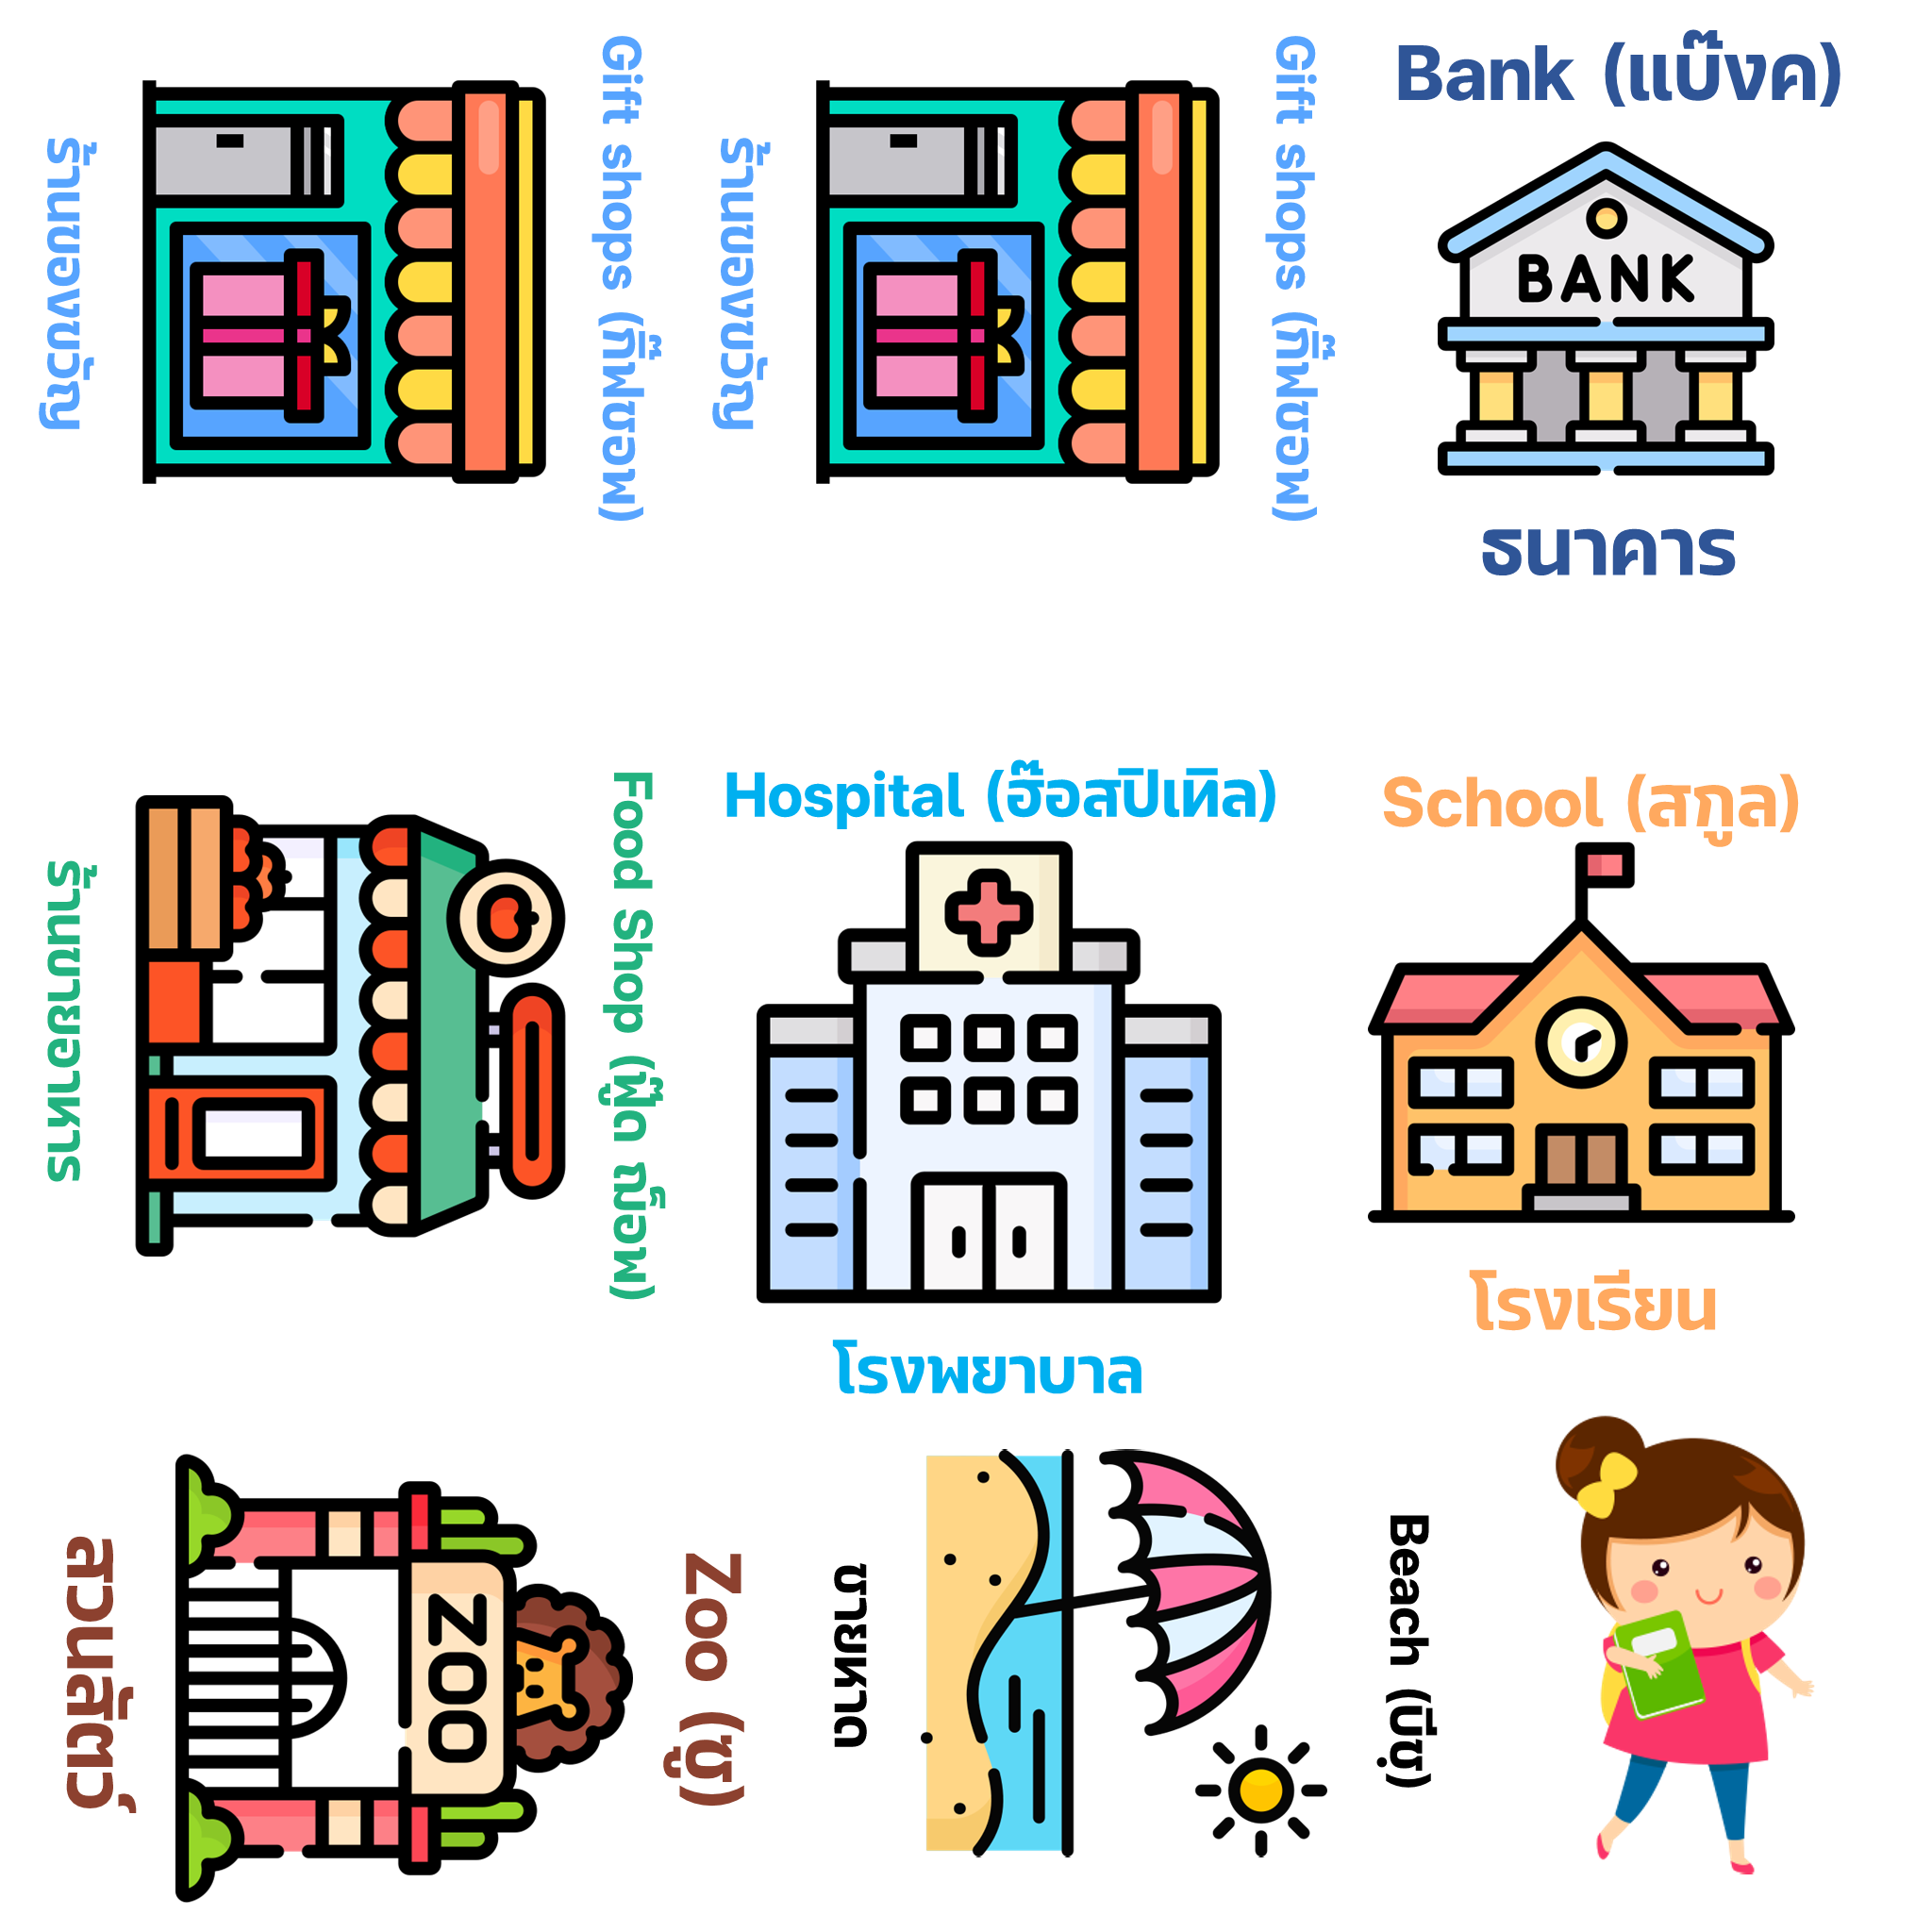 Gift shops (กิ๊ฟชอพ)
ร้านของขวัญ
Gift shops (กิ๊ฟชอพ)
ร้านของขวัญ
Bank (แบ๊งค)
BANK
ธนาคาร
Food Shop (ฟู๊ด ฌ็อพ)
ร้านขายอาหาร
Hospital (ฮ๊อสปิเทิล)
โรงพยาบาล
School (สกูล)
โรงเรียน
Zoo (ซู)
ZOO
สวนสัตว์
Beach (บีช)
ชายหาด